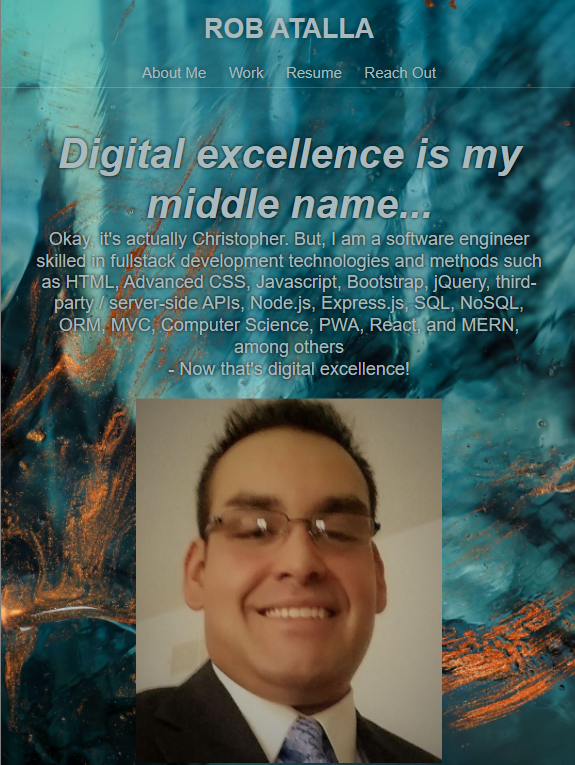 ROB ATALLA
About Me Work Resume Reach Out
Digital excellence is my
middle name...
Okay, it's actually Christopher. But, I am a software engineer
skilled in fullstack development technologies and methods such
as HTML, Advanced CSS, Javascript, Bootstrap, jQuery, third-
party / server-side APIs, Node.js, Express.js, SQL, NoSQL,
ORM, MVC, Computer Science, PWA, React, and MERN,
among others
- Now that's digital excellence!